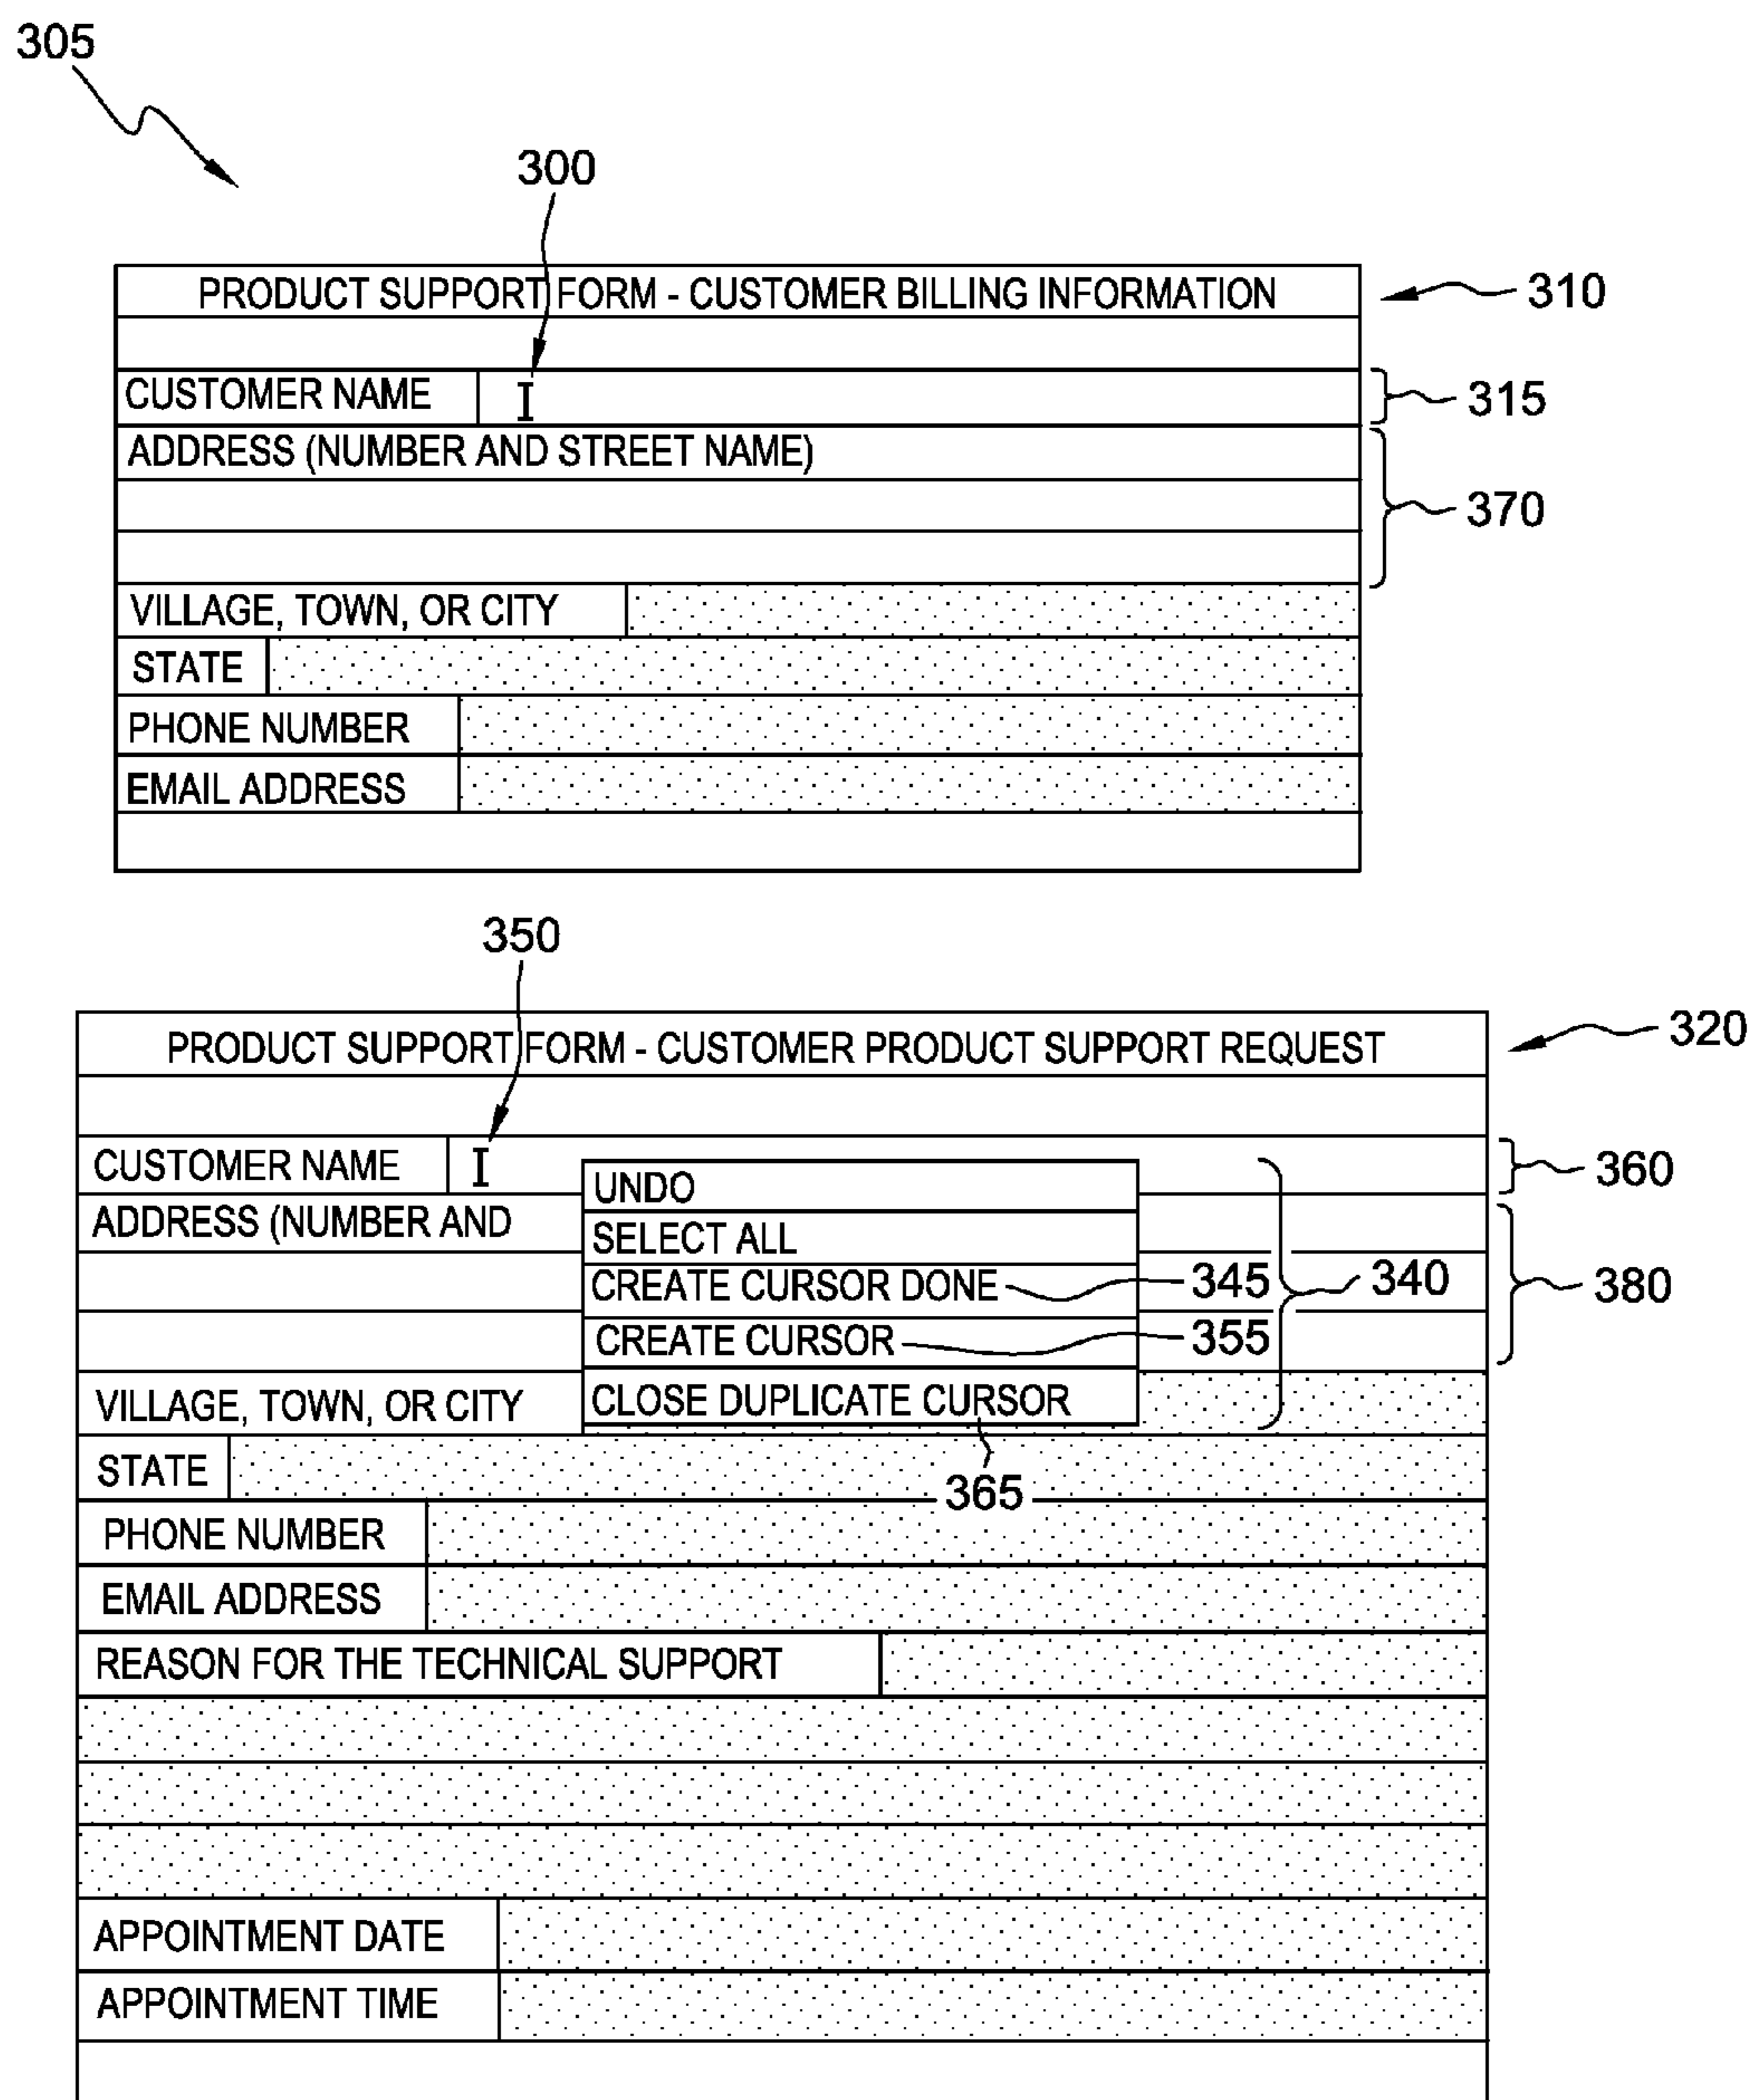 305
300
PRODUCT SUPPORT FORM - CUSTOMER BILLING INFORMATION
310
CUSTOMER NAME
315
ADDRESS (NUMBER AND STREET NAME)
370
VILLAGE, TOWN, OR CITY
STATE
PHONE NUMBER
EMAIL ADDRESS
350
PRODUCT SUPPORT FORM - CUSTOMER PRODUCT SUPPORT REQUEST
320
CUSTOMER NAME
360
UNDO
ADDRESS (NUMBER AND
SELECT ALL
CREATE CURSOR DONE
345
340
380
CREATE CURSOR
355
VILLAGE, TOWN, OR CITY
CLOSE DUPLICATE CURSOR
STATE
365
PHONE NUMBER
EMAIL ADDRESS
REASON FOR THE TECHNICAL SUPPORT
APPOINTMENT DATE
APPOINTMENT TIME